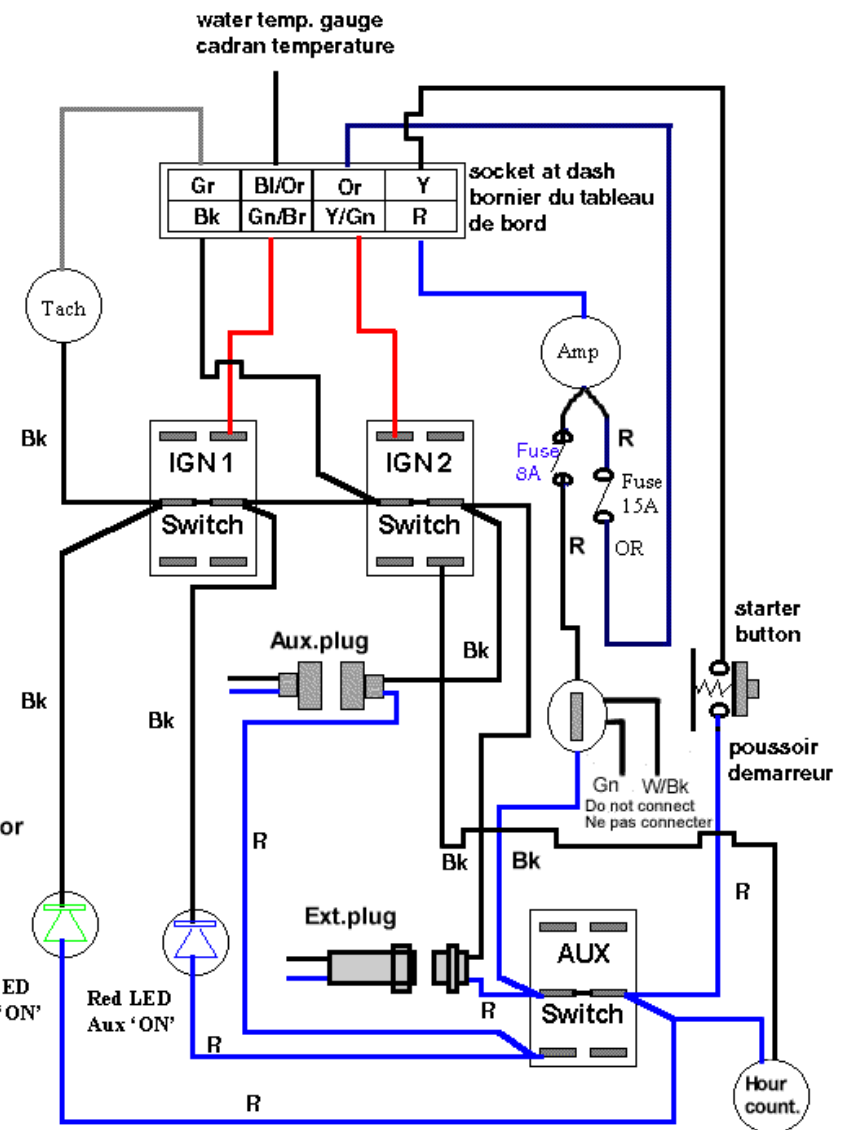 water temp. gauge
cadran temperature
Gr Bl/Or Or Y
Bk Gn/Br Y/Gn R
socket at dash
bornier du tableau
de bord
Tach
Amp
Bk
IGN 1
Switch
IGN 2
Switch
Fuse
8A
R
Fuse
15A
R
OR
starter
button
Aux.plug
Bk
Bk
Bk
poussoir
demarreur
Gn W/Bk
Do not connect
Ne pas connecter
or
R
Bk
Bk
R
Ext.plug
AUX
Switch
ED
‘ON’
Red LED
Aux ‘ON’
R
R
R
Hour
count.